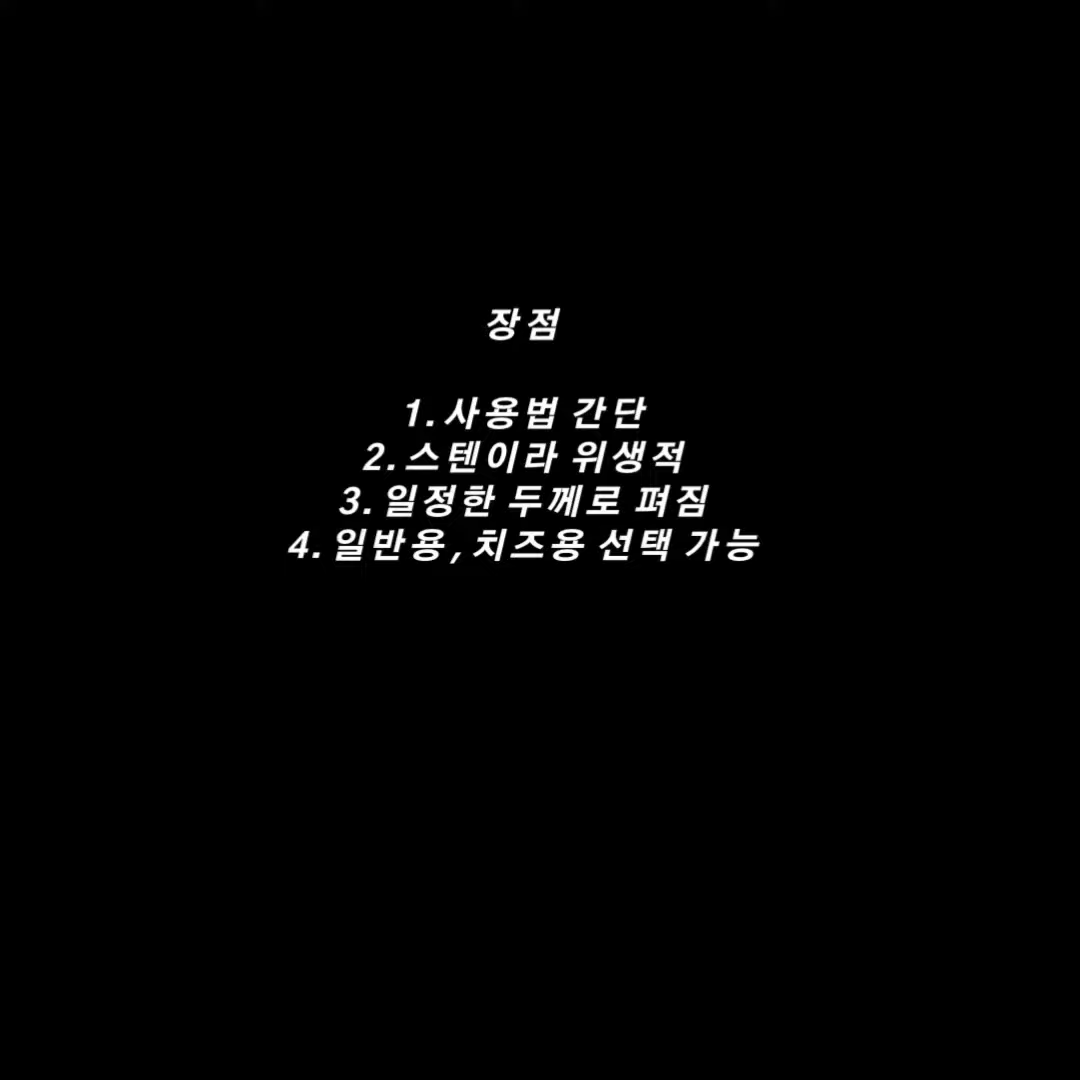 장점
1. 사용법 간단
2. 스텐이라 위생적
3. 일정한 두께로 펴짐
4. 일반용, 치즈용 선택 가능